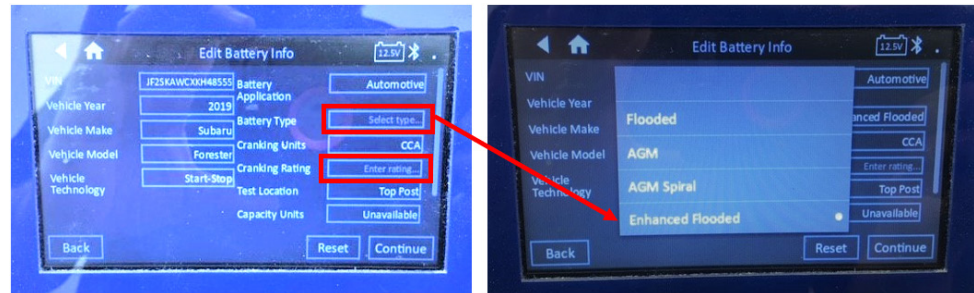 Edit Battery Info
12.5V
VIN
JF2SKAWCXKH48555
Vehicle Year
2019
Vehicle Make
Subaru
Vehicle Model
Forester
Vehicle
Technology
Start-Stop
Battery
Application
Automotive
Battery Type
Select type...
Cranking Units
CCA
Cranking Rating
Enter rating...
Test Location
Top Post
Capacity Units
Unavailable
Back
Reset
Continue
Edit Battery Info
12.5V
VIN
Vehicle Year
Vehicle Make
Vehicle Model
Vehicle
Technology
Flooded
AGM
AGM Spiral
Enhanced Flooded
Automotive
anced Flooded
CCA
Enter rating...
Top Post
Unavailable
Back
Reset
Continue